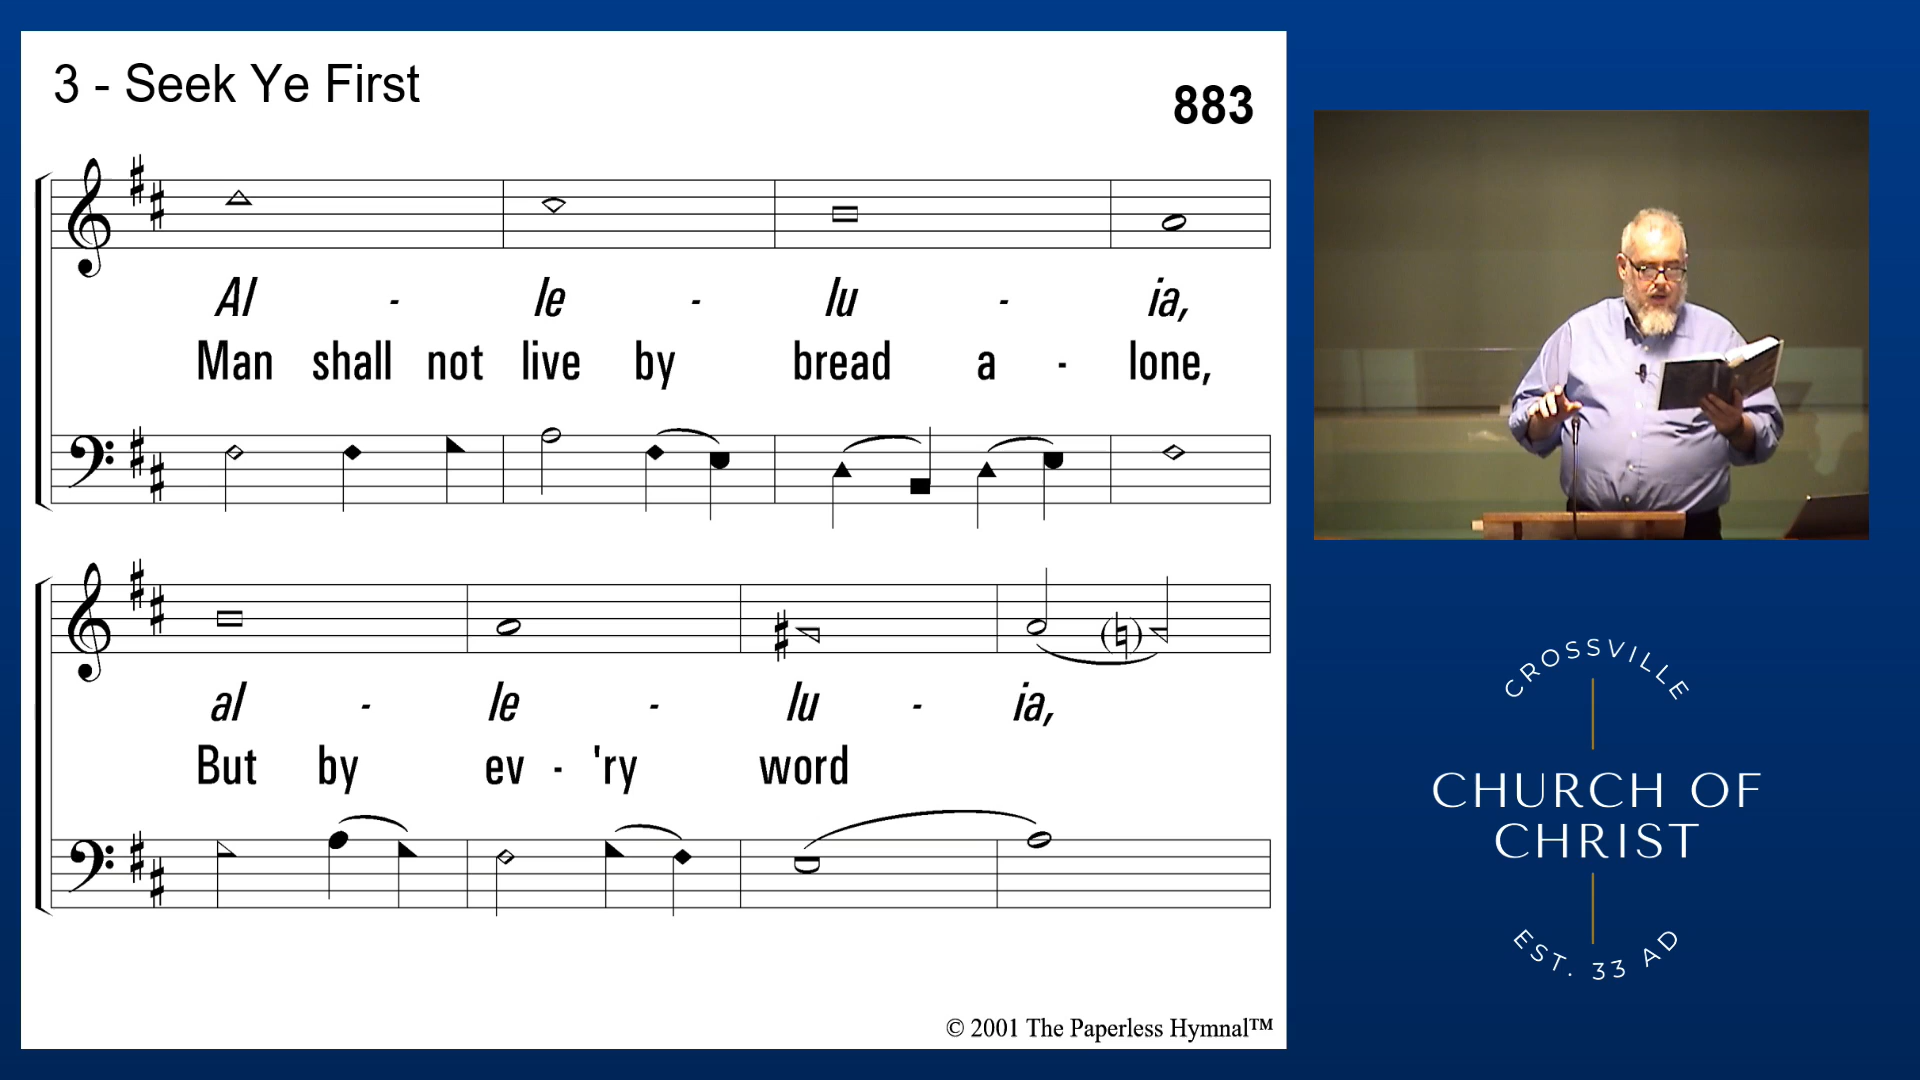 3 - Seek Ye First
883
Al - le - lu - ia,
Man shall not live by bread a - lone,
al - le - lu - ia,
But by ev - 'ry word
© 2001 The Paperless Hymnal™
CROSSVILLE
CHURCH OF
CHRIST
EST. 33 AD